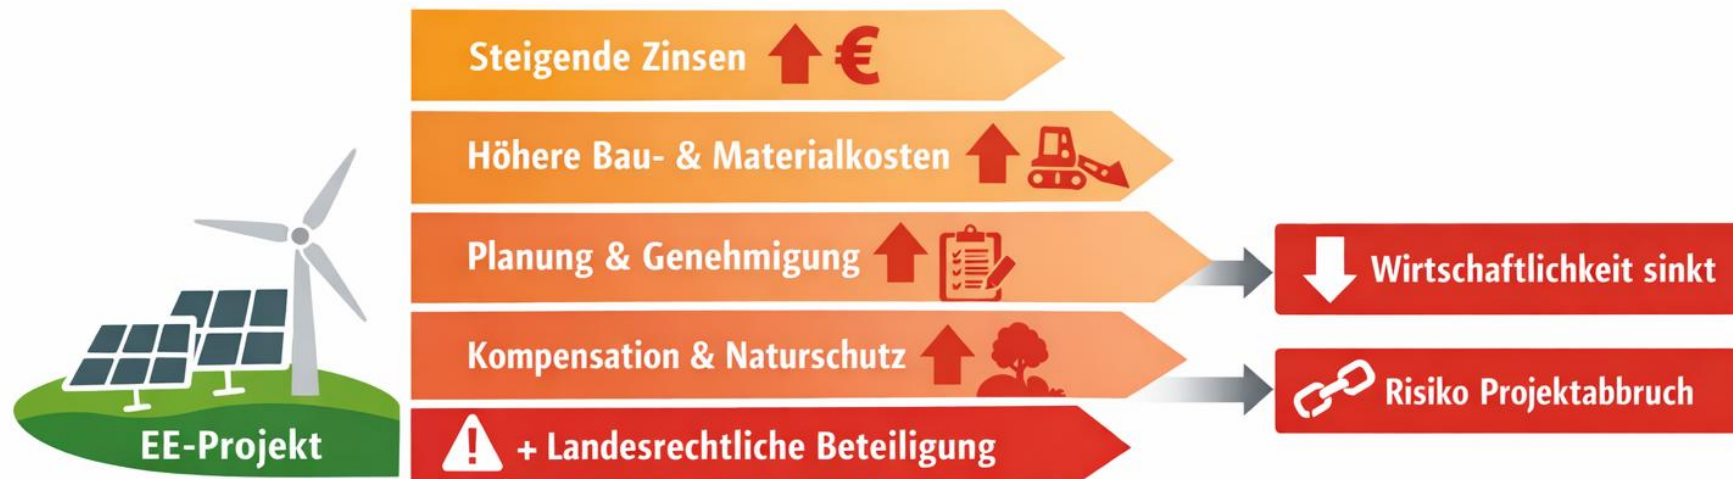 Steigende Zinsen €
Höhere Bau- & Materialkosten
Planung & Genehmigung
Wirtschaftlichkeit sinkt
Kompensation & Naturschutz
Risiko Projektabbruch
EE-Projekt
! + Landesrechtliche Beteiligung